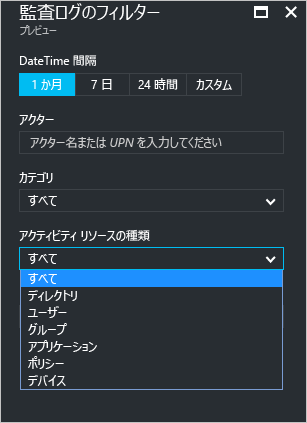 監査ログのフィルター
プレビュー
DateTime 間隔
1 か月 7 日 24 時間 カスタム
アクター
アクター名または UPN を入力してください
カテゴリ
すべて
アクティビティ リソースの種類
すべて
すべて
ディレクトリ
ユーザー
グループ
アプリケーション
ポリシー
デバイス